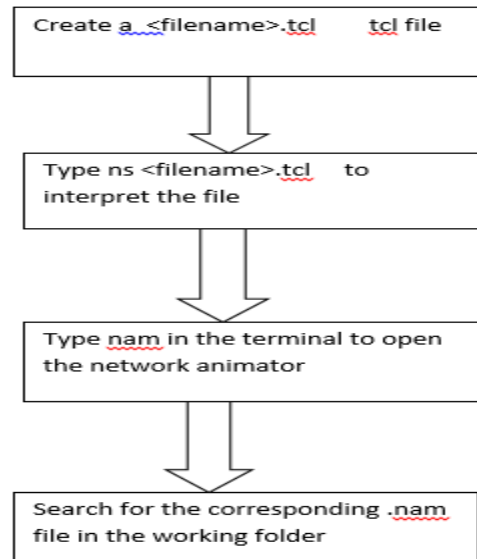 Create a <filename>.tcl tcl file
Type ns <filename>.tcl to
interpret the file
Type nam in the terminal to open
the network animator
Search for the corresponding .nam
file in the working folder